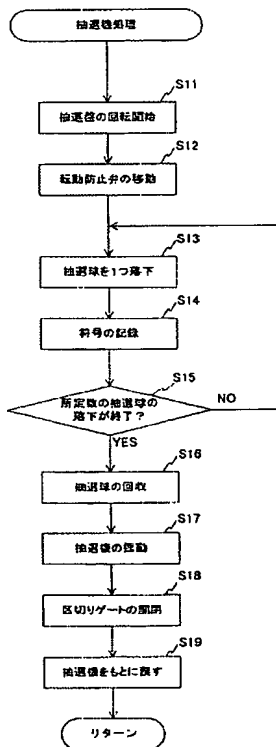 抽選機処理
S11
抽選器の回転開始
S12
転動防止弁の移動
S13
抽選球を1つ落下
S14
符号の記録
S15
所定数の抽選球の
落下が終了?
NO
YES
S16
抽選球の回収
S17
抽選機の揺動
S18
区切りゲートの開閉
S19
抽選機をもとに戻す
リターン